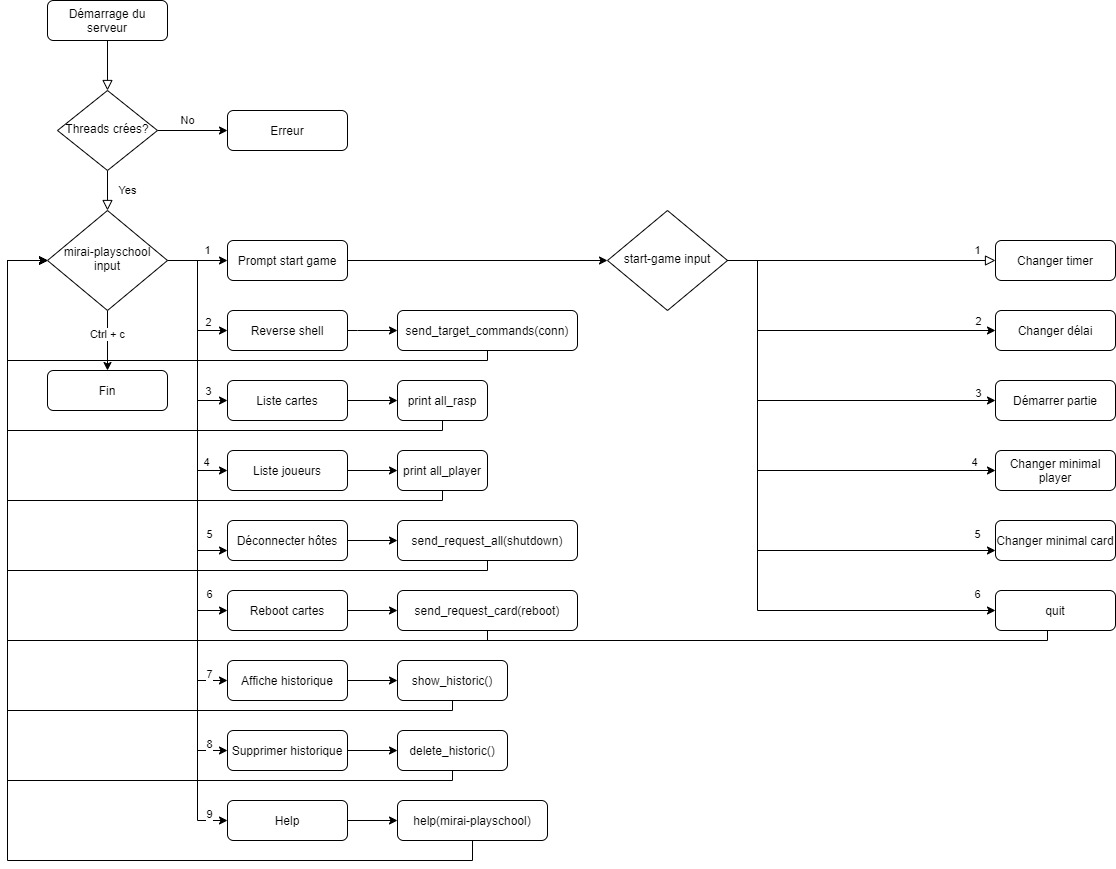 Démarrage du
serveur
Threads crées?
No
Erreur
Yes
mirai-playschool
input
1
Prompt start game
start-game input
1
Changer timer
Ctrl + c
Fin
2
Reverse shell
send_target_commands(conn)
2
Changer délai
3
Liste cartes
print all_rasp
3
Démarrer partie
4
Liste joueurs
print all_player
4
Changer minimal
player
5
Déconnecter hôtes
send_request_all(shutdown)
5
Changer minimal card
6
Reboot cartes
send_request_card(reboot)
6
quit
7
Affiche historique
show_historic()
8
Supprimer historique
delete_historic()
9
Help
help(mirai-playschool)